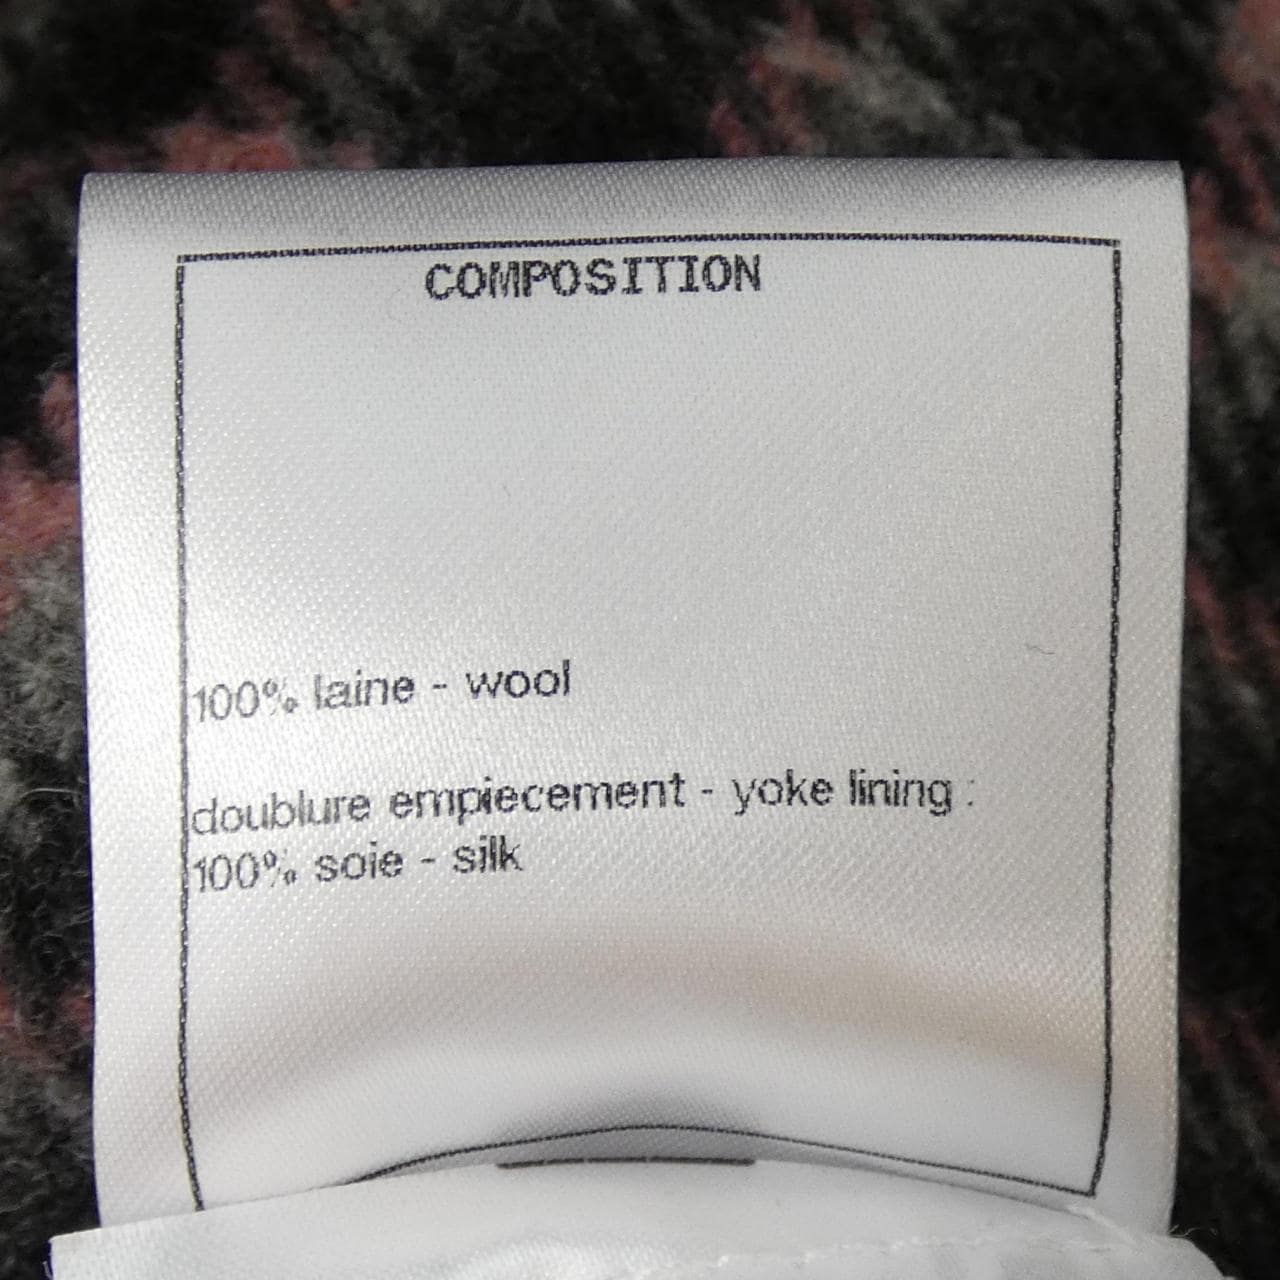 COMPOSITION
100% laine - wool
doublure empiecement - yoke lining :
100% soie - silk